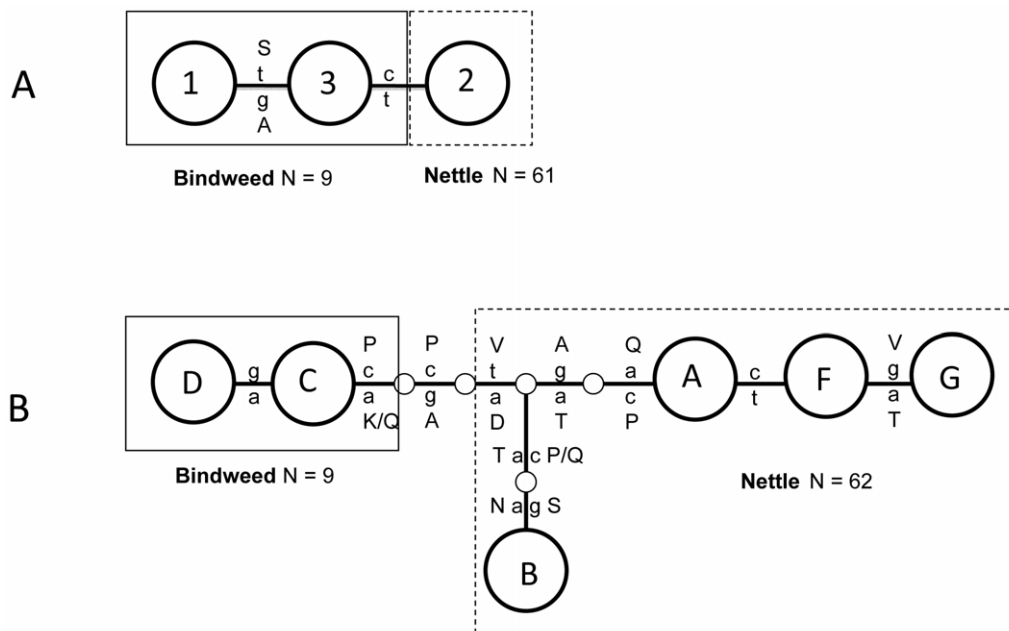 A
1
S
t
g
A
3
c
t
2
Bindweed N = 9
Nettle N = 61
B
D
g
a
C
P
c
a
K/Q
P
c
g
A
V
t
a
D
A
g
a
T
Q
a
c
P
A
c
t
F
V
g
a
T
G
T a c P/Q
N a g S
B
Bindweed N = 9
Nettle N = 62